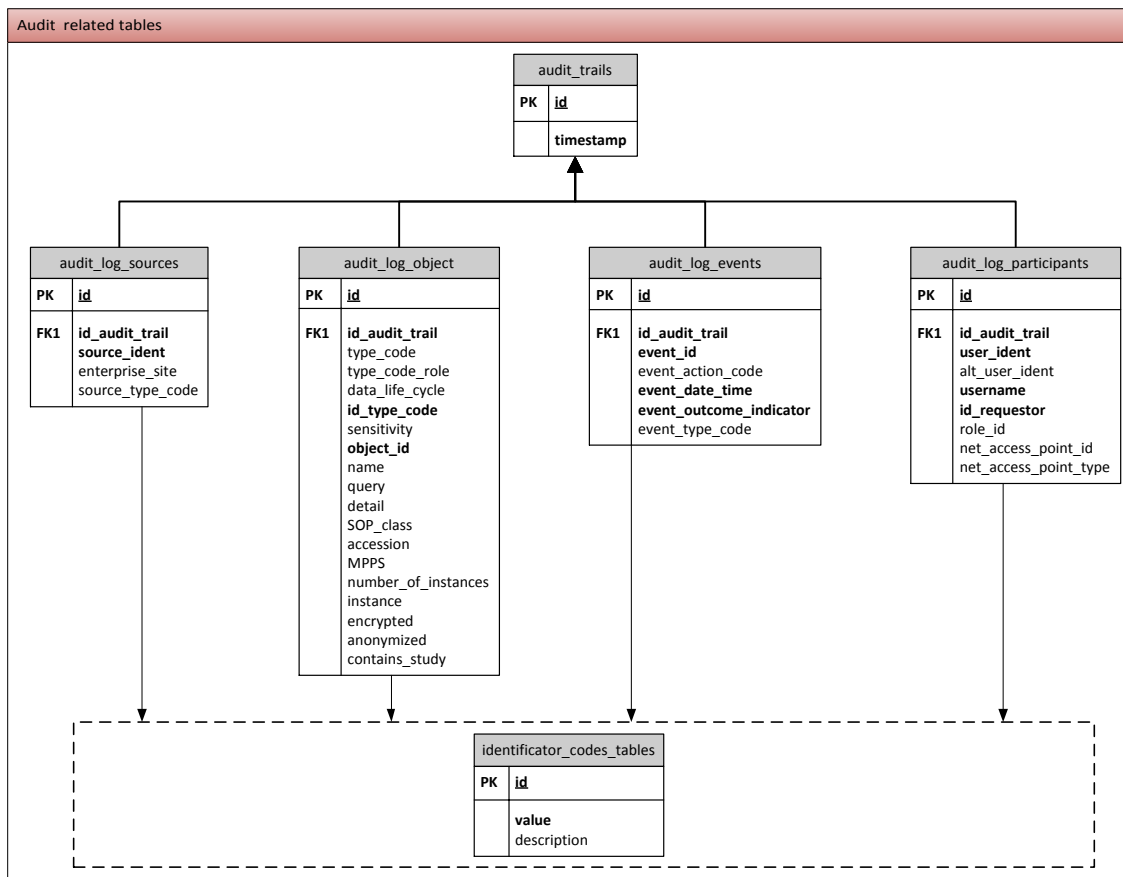 Audit related tables
audit_trails
PK id
timestamp
audit_log_sources
PK id
FK1 id_audit_trail
source_ident
enterprise_site
source_type_code
audit_log_object
PK id
FK1 id_audit_trail
type_code
type_code_role
data_life_cycle
id_type_code
sensitivity
object_id
name
query
detail
SOP_class
accession
MPPS
number_of_instances
instance
encrypted
anonymized
contains_study
audit_log_events
PK id
FK1 id_audit_trail
event_id
event_action_code
event_date_time
event_outcome_indicator
event_type_code
audit_log_participants
PK id
FK1 id_audit_trail
user_ident
alt_user_ident
username
id_requestor
role_id
net_access_point_id
net_access_point_type
identificator_codes_tables
PK id
value
description